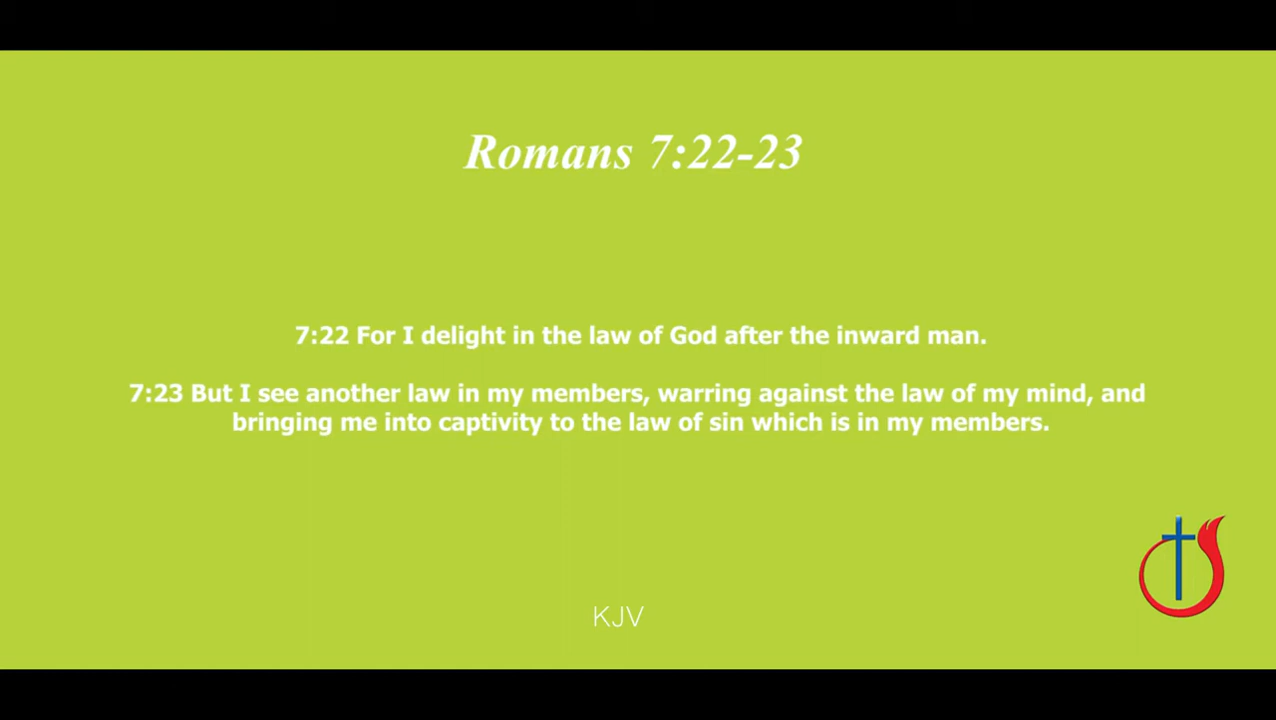 Romans 7:22-23
7:22 For I delight in the law of God after the inward man.
7:23 But I see another law in my members, warring against the law of my mind, and
bringing me into captivity to the law of sin which is in my members.
KJV